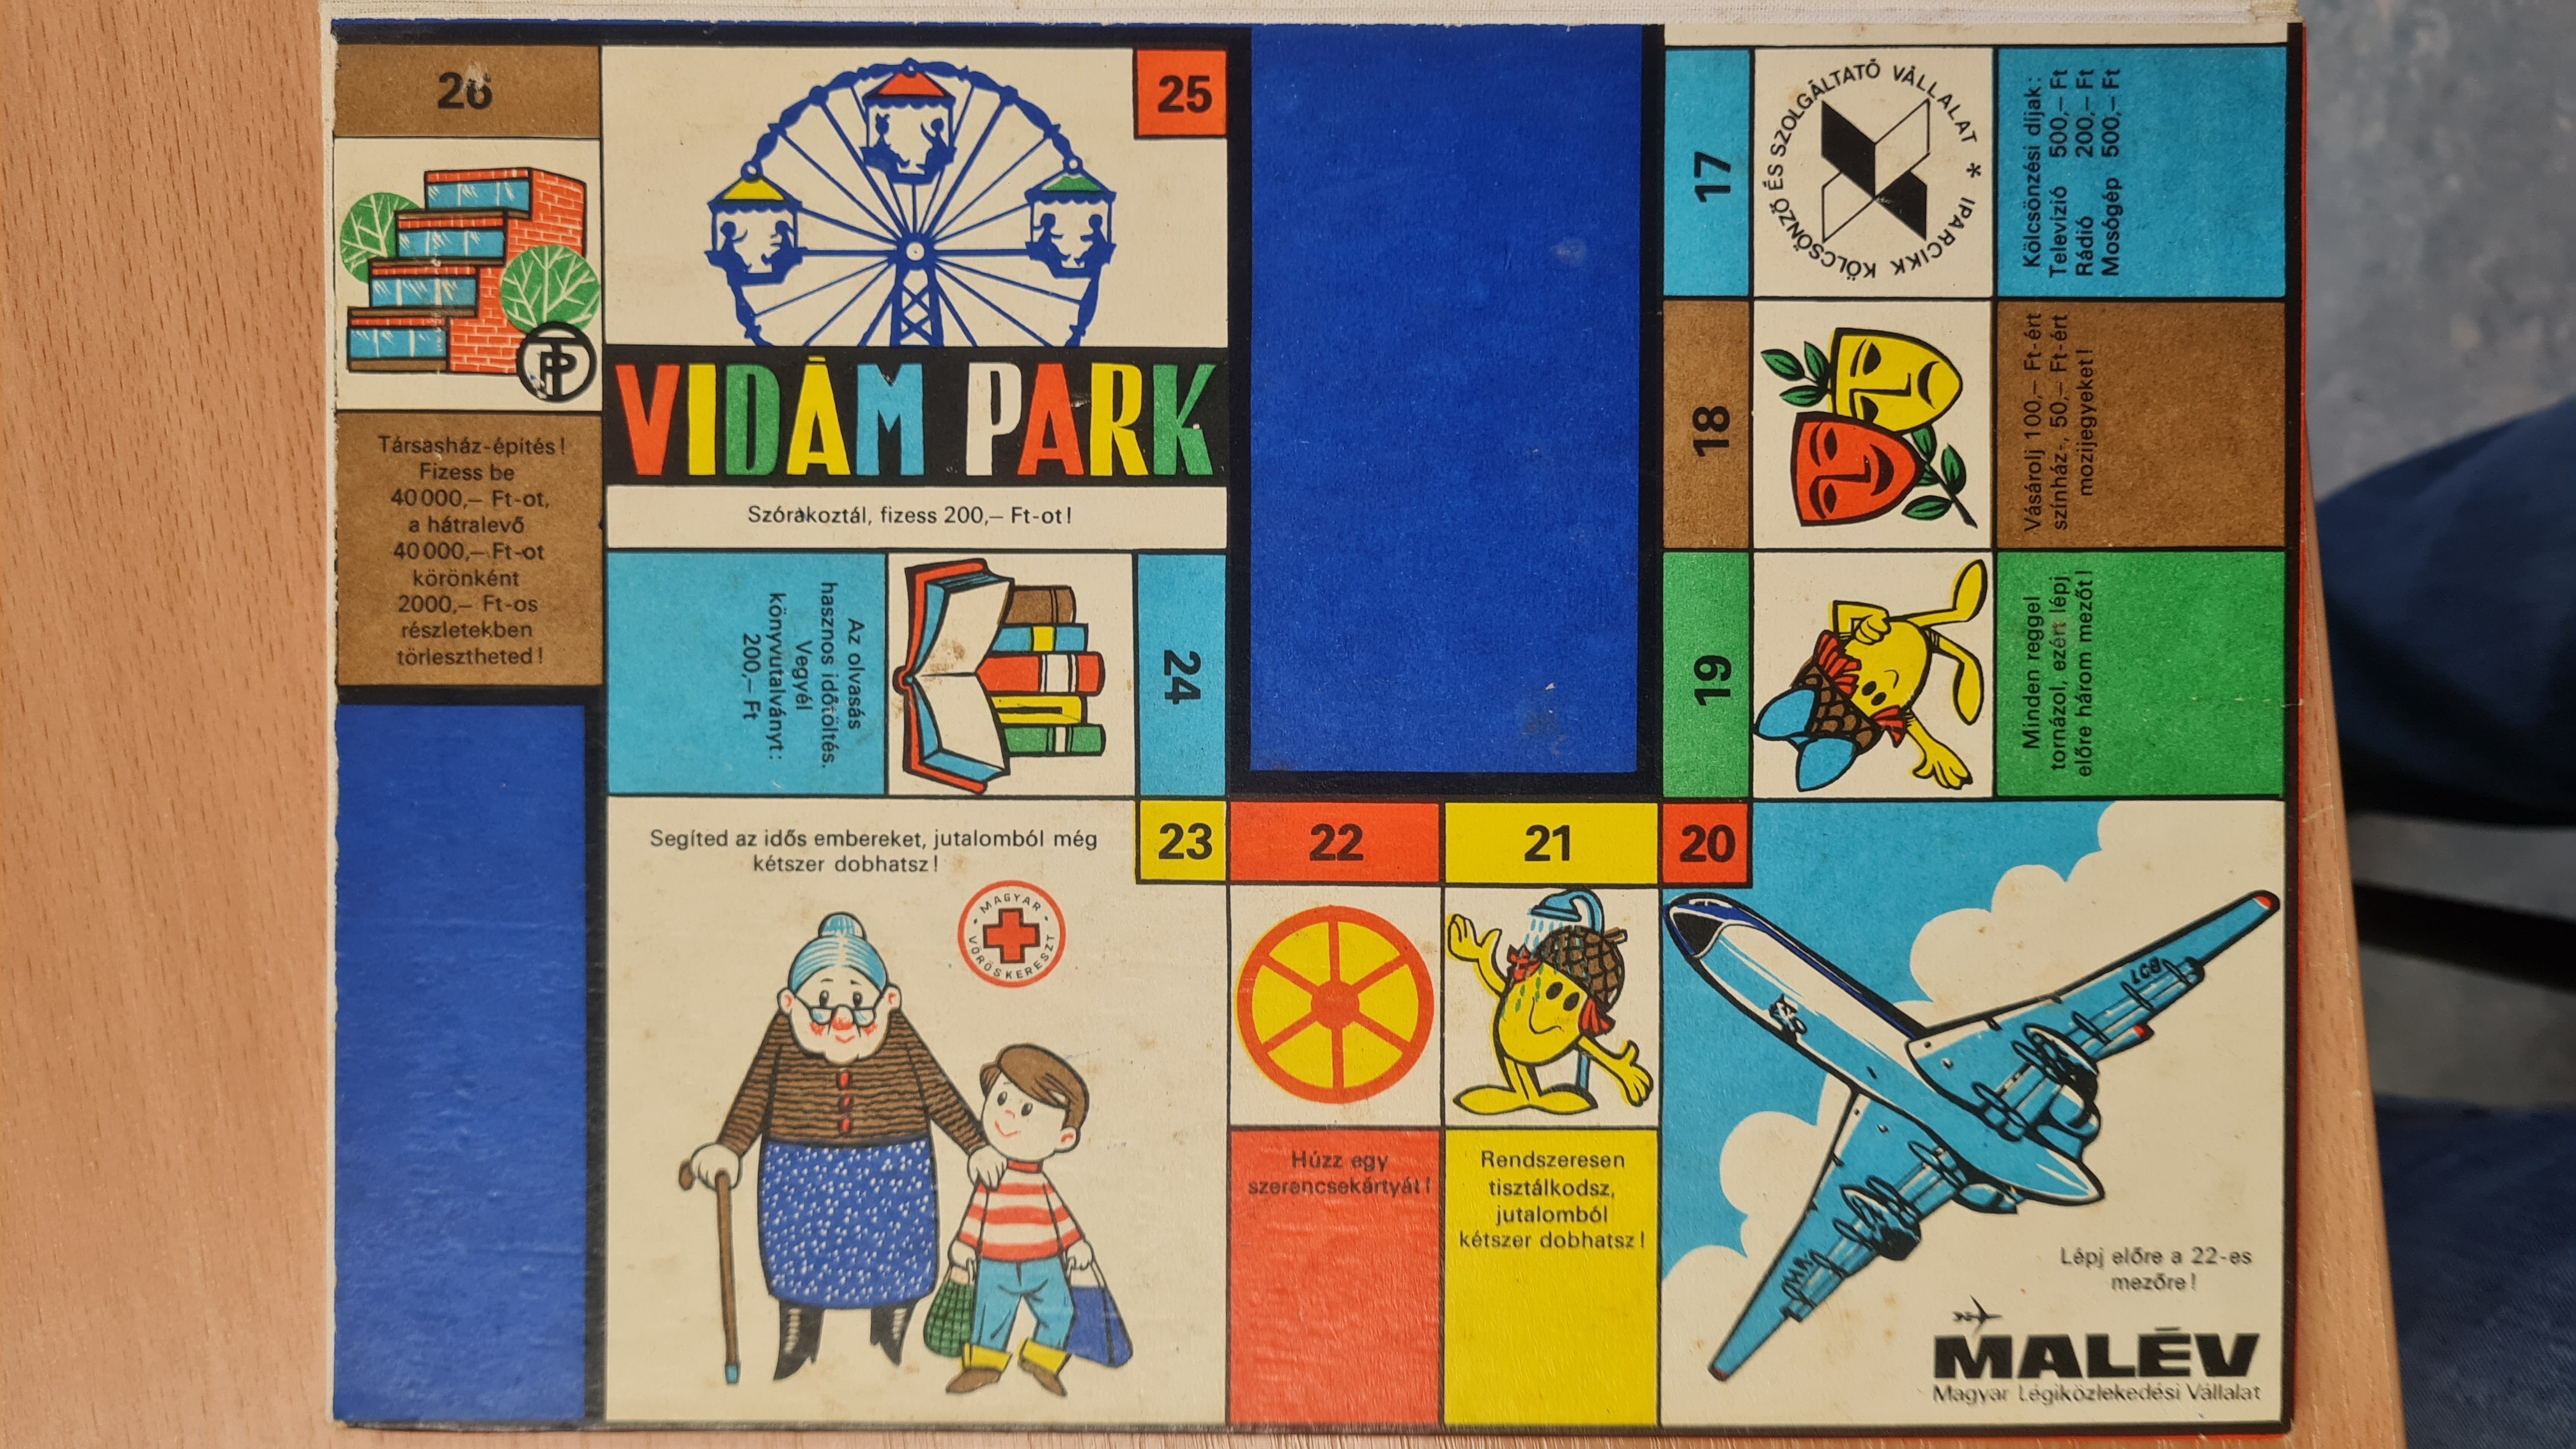 17
IPARCIKK KÖLCSÖNZŐ ÉS SZOLGÁLTATÓ VÁLLALAT *
Kölcsönzési díjak:
Televízió 500,– Ft
Rádió 200,– Ft
Mosógép 500,– Ft
18
Vásárolj 100,– Ft-ért
színház-, 50,– Ft-ért
mozijegyeket!
19
Minden reggel
tornázol, ezért lépj
előre három mezőt!
20
Lépj előre a 22-es
mezőre!
MALÉV
Magyar Légiközlekedési Vállalat
21
Rendszeresen
tisztálkodsz,
jutalomból
kétszer dobhatsz!
22
Húzz egy
szerencsekártyát!
23
Segíted az idős embereket, jutalomból még
kétszer dobhatsz!
MAGYAR • VÖRÖSKERESZT •
24
Az olvasás
hasznos időtöltés.
Vegyél
könyvutalványt:
200,– Ft
25
VIDÁM PARK
Szórakoztál, fizess 200,– Ft-ot!
26
Társasház-építés!
Fizess be
40 000,– Ft-ot,
a hátralevő
40 000,– Ft-ot
körönként
2000,– Ft-os
részletekben
törlesztheted!